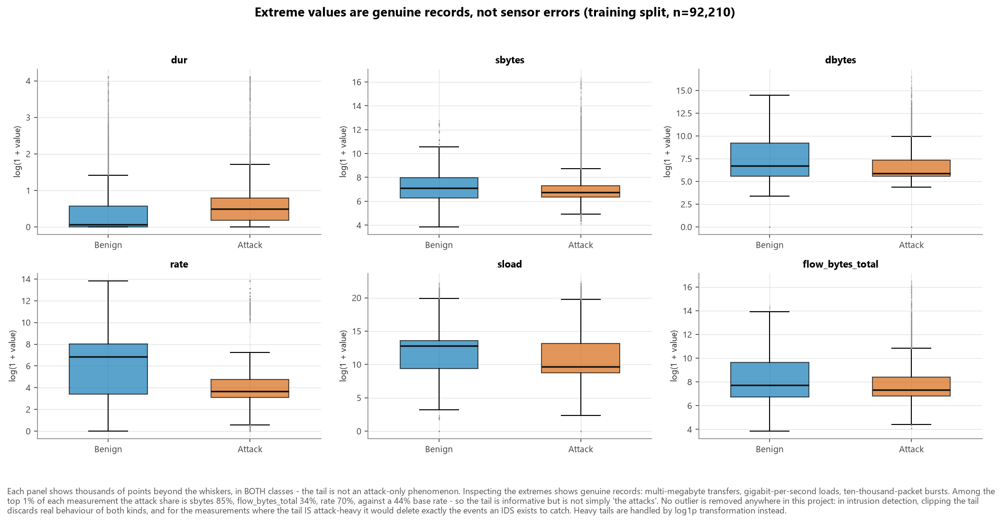 Extreme values are genuine records, not sensor errors (training split, n=92,210)
dur
sbytes
dbytes
log(1 + value)
4
3
2
1
0
Benign
Attack
log(1 + value)
16
14
12
10
8
6
4
Benign
Attack
log(1 + value)
15.0
12.5
10.0
7.5
5.0
2.5
0.0
Benign
Attack
rate
sload
flow_bytes_total
log(1 + value)
14
12
10
8
6
4
2
0
Benign
Attack
log(1 + value)
20
15
10
5
0
Benign
Attack
log(1 + value)
16
14
12
10
8
6
4
Benign
Attack
Each panel shows thousands of points beyond the whiskers, in BOTH classes - the tail is not an attack-only phenomenon. Inspecting the extremes shows genuine records: multi-megabyte transfers, gigabit-per-second loads, ten-thousand-packet bursts. Among the
top 1% of each measurement the attack share is sbytes 85%, flow_bytes_total 34%, rate 70%, against a 44% base rate - so the tail is informative but is not simply 'the attacks'. No outlier is removed anywhere in this project: in intrusion detection, clipping the tail
discards real behaviour of both kinds, and for the measurements where the tail IS attack-heavy it would delete exactly the events an IDS exists to catch. Heavy tails are handled by log1p transformation instead.